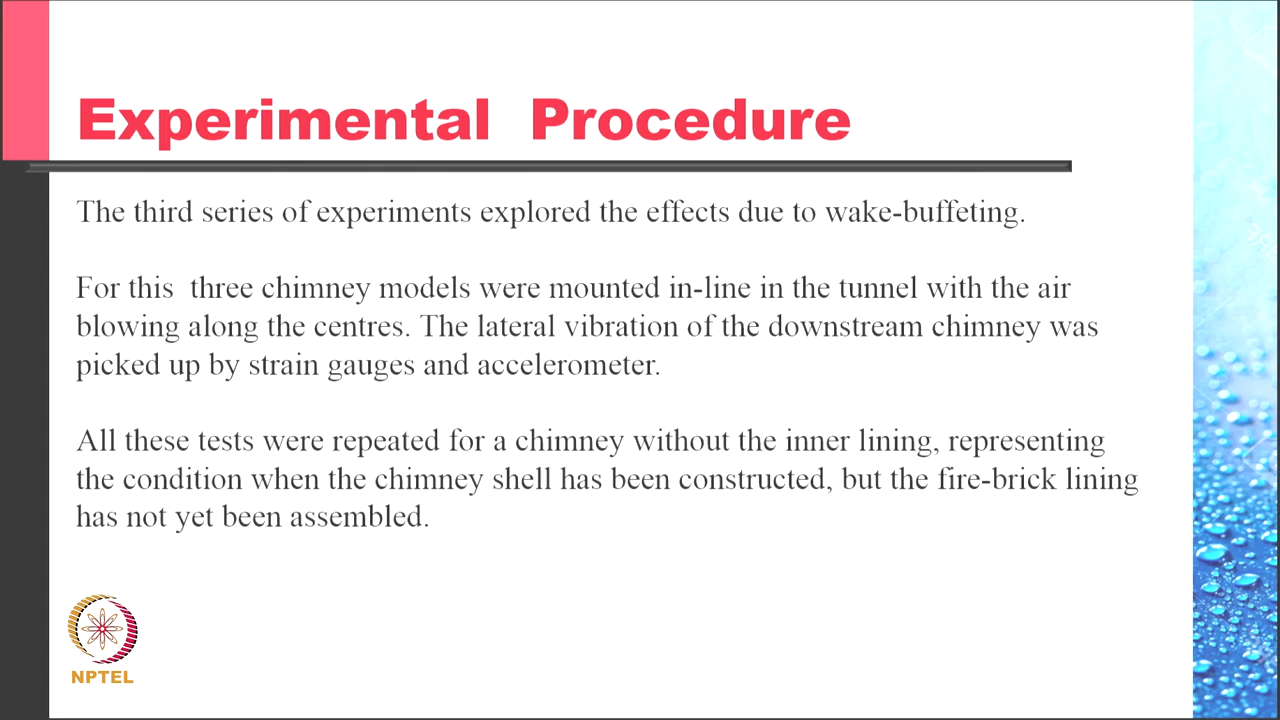 Experimental Procedure
The third series of experiments explored the effects due to wake-buffeting.
For this three chimney models were mounted in-line in the tunnel with the air
blowing along the centres. The lateral vibration of the downstream chimney was
picked up by strain gauges and accelerometer.
All these tests were repeated for a chimney without the inner lining, representing
the condition when the chimney shell has been constructed, but the fire-brick lining
has not yet been assembled.
NPTEL